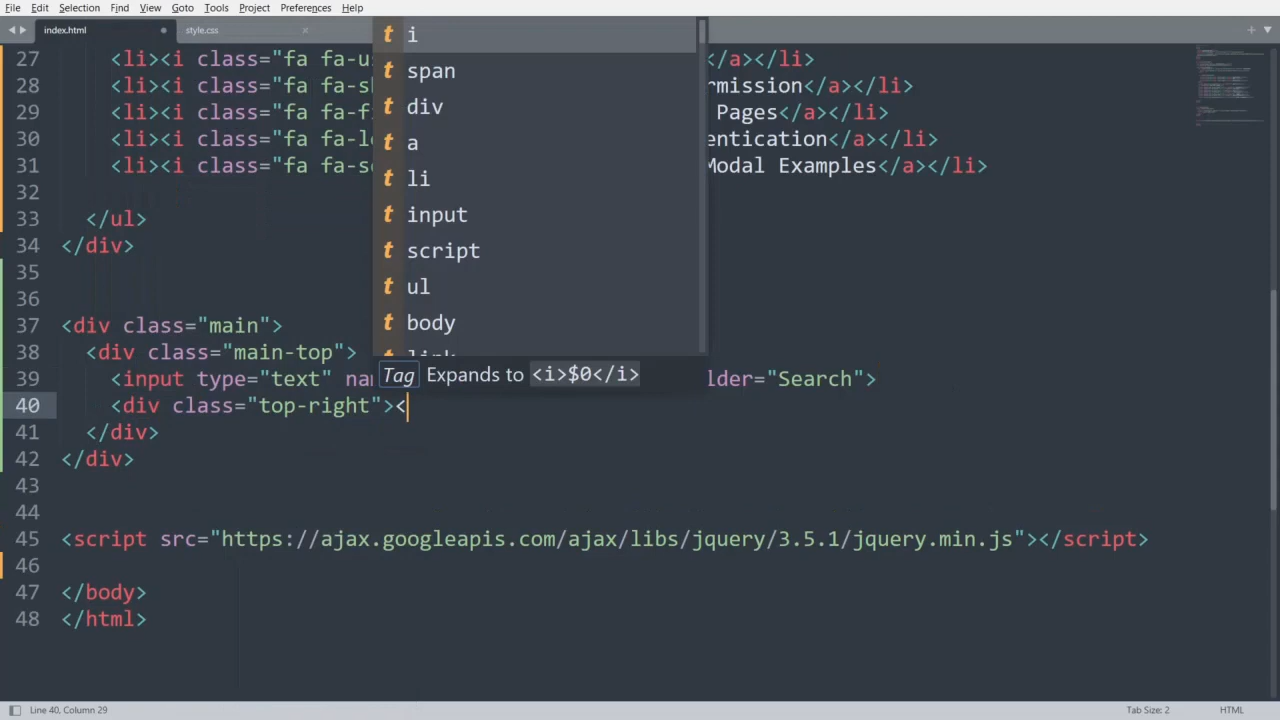 File Edit Selection Find View Goto Tools Project Preferences Help
index.html style.css
27 <li><i class="fa fa-u /a></li>
28 <li><i class="fa fa-s rmission</a></li>
29 <li><i class="fa fa-f Pages</a></li>
30 <li><i class="fa fa-l entication</a></li>
31 <li><i class="fa fa-s Modal Examples</a></li>
32
33 </ul>
34 </div>
35
36
37 <div class="main">
38 <div class="main-top">
39 <input type="text" na lder="Search">
40 <div class="top-right"><
41 </div>
42 </div>
43
44
45 <script src="https://ajax.googleapis.com/ajax/libs/jquery/3.5.1/jquery.min.js"></script>
46
47 </body>
48 </html>
t i
t span
t div
t a
t li
t input
t script
t ul
t body
t link
Tag Expands to <i>$0</i>
Line 40, Column 29 Tab Size: 2 HTML